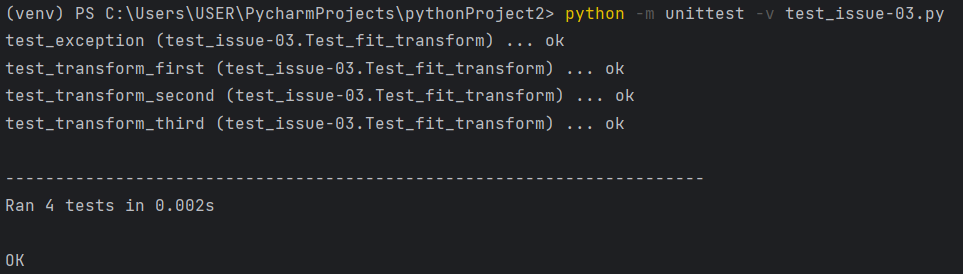 (venv) PS C:\Users\USER\PycharmProjects\pythonProject2> python -m unittest -v test_issue-03.py
test_exception (test_issue-03.Test_fit_transform) ... ok
test_transform_first (test_issue-03.Test_fit_transform) ... ok
test_transform_second (test_issue-03.Test_fit_transform) ... ok
test_transform_third (test_issue-03.Test_fit_transform) ... ok
----------------------------------------------------------------------
Ran 4 tests in 0.002s
OK